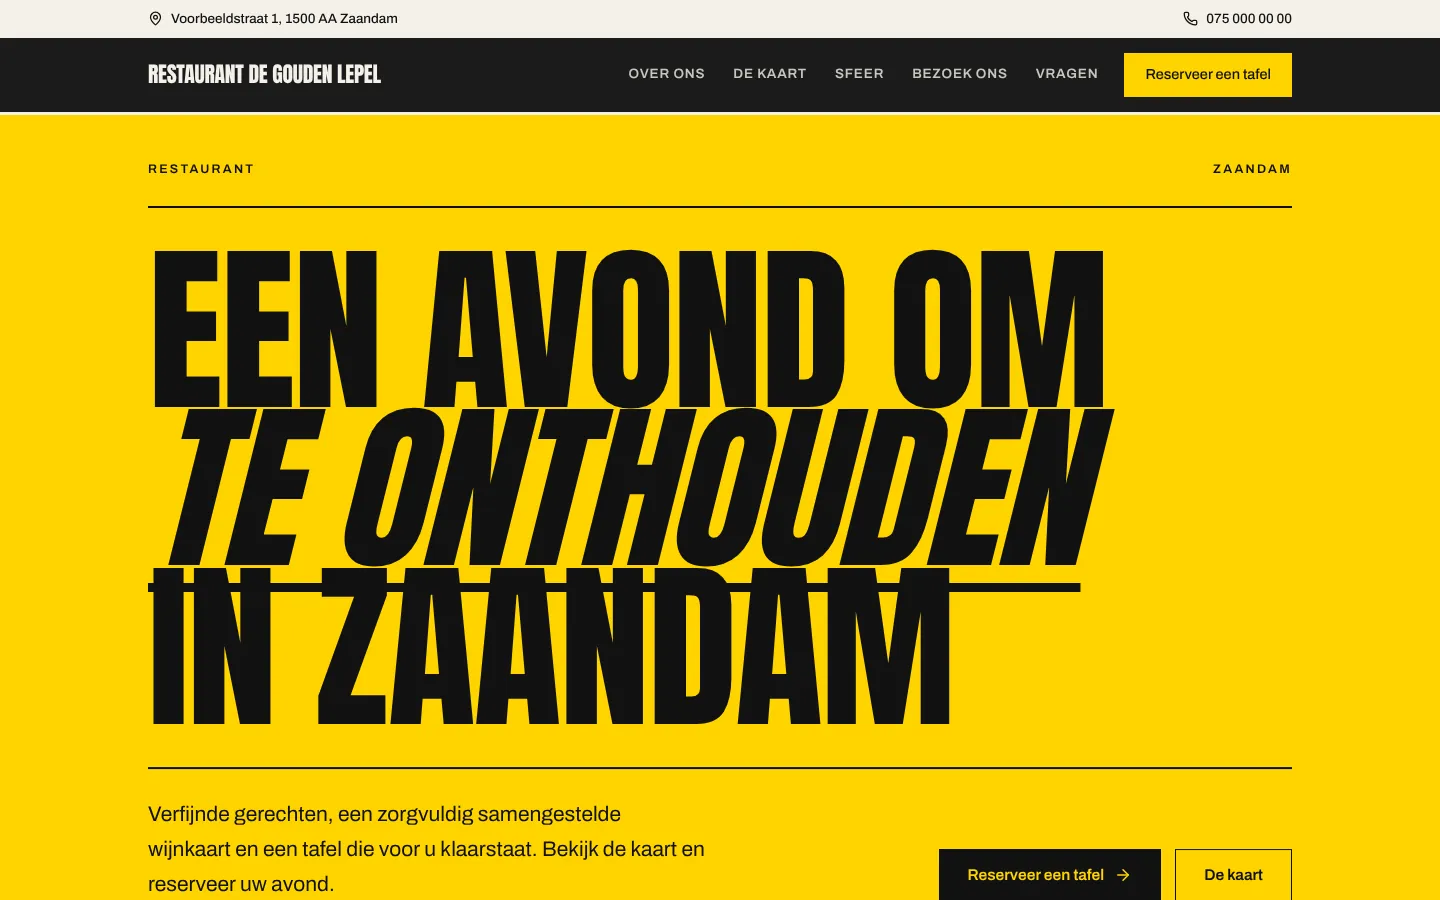 Voorbeeldstraat 1, 1500 AA Zaandam
075 000 00 00
RESTAURANT DE GOUDEN LEPEL
OVER ONS
DE KAART
SFEER
BEZOEK ONS
VRAGEN
Reserveer een tafel
RESTAURANT
ZAANDAM
EEN AVOND OM
TE ONTHOUDEN
IN ZAANDAM
Verfijnde gerechten, een zorgvuldig samengestelde
wijnkaart en een tafel die voor u klaarstaat. Bekijk de kaart en
reserveer uw avond.
Reserveer een tafel
De kaart